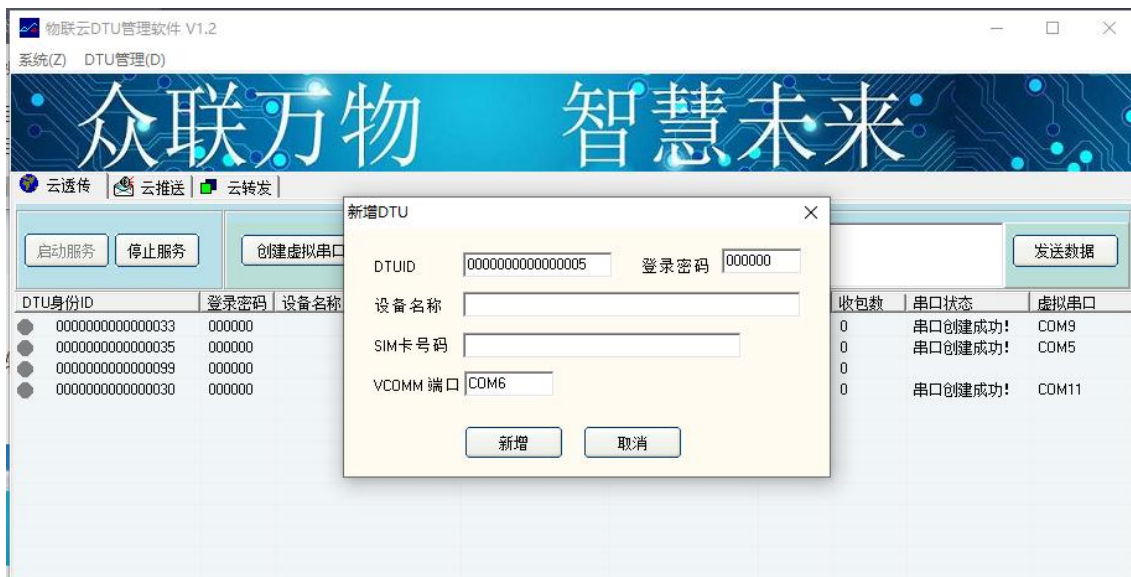 物联云DTU管理软件 V1.2
系统(Z) DTU管理(D)
众联万物 智慧未来
云透传 云推送 云转发
新增DTU
启动服务 停止服务 创建虚拟串口 发送数据
DTUID 0000000000000005 登录密码 000000
设备名称
SIM卡号码
VCOMM 端口 COM6
新增 取消
DTU身份ID 登录密码 设备名称 收包数 串口状态 虚拟串口
0000000000000033 000000 0 串口创建成功! COM9
0000000000000035 000000 0 串口创建成功! COM5
0000000000000099 000000 0
0000000000000030 000000 0 串口创建成功! COM11